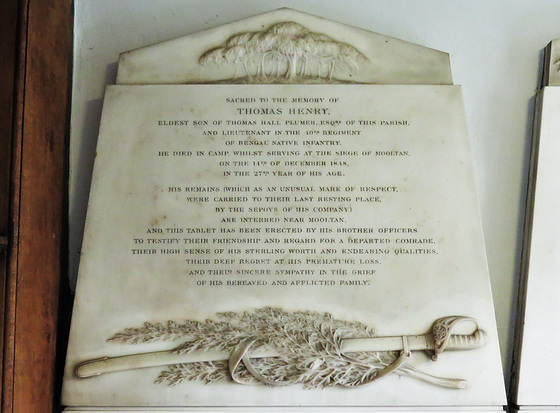 SACRED TO THE MEMORY OF
THOMAS HENRY,
ELDEST SON OF THOMAS HALL PLUMER, ESQRE OF THIS PARISH,
AND LIEUTENANT IN THE REGIMENT
OF BENGAL NATIVE INFANTRY.
HE DIED IN CAMP, WHILST SERVING AT THE SIEGE OF MOOLTAN,
ON THE 14TH OF DECEMBER 1848,
IN THE 27TH YEAR OF HIS AGE.
HIS REMAINS (WHICH AS AN UNUSUAL MARK OF RESPECT,
WERE CARRIED TO THEIR LAST RESTING PLACE,
BY THE SEPOYS OF HIS COMPANY)
ARE INTERRED NEAR MOOLTAN,
AND THIS TABLET HAS BEEN ERECTED BY HIS BROTHER OFFICERS
TO TESTIFY THEIR FRIENDSHIP AND REGARD FOR A DEPARTED COMRADE,
THEIR HIGH SENSE OF HIS STERLING WORTH AND ENDEARING QUALITIES,
THEIR DEEP REGRET AT HIS PREMATURE LOSS,
AND THEIR SINCERE SYMPATHY IN THE GRIEF
OF HIS BEREAVED AND AFFLICTED FAMILY.